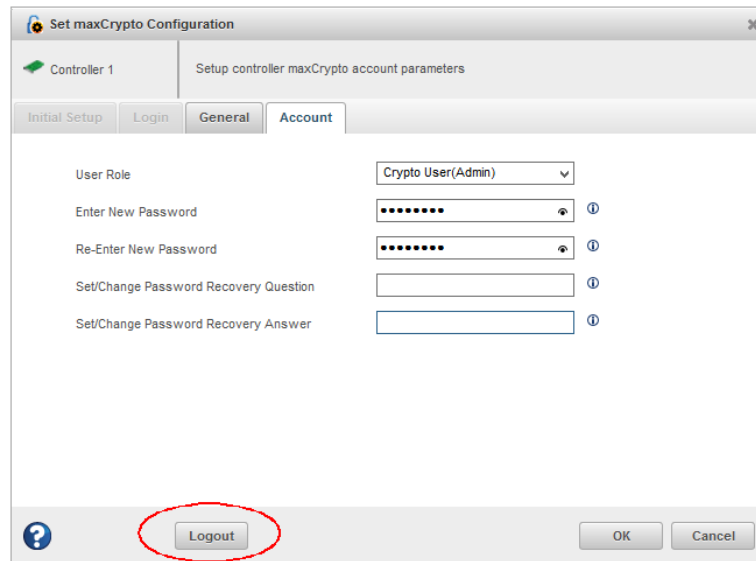 Set maxCrypto Configuration
Controller 1
Setup controller maxCrypto account parameters
Initial Setup Login General Account
User Role Crypto User(Admin)
Enter New Password
Re-Enter New Password
Set/Change Password Recovery Question
Set/Change Password Recovery Answer
Logout OK Cancel